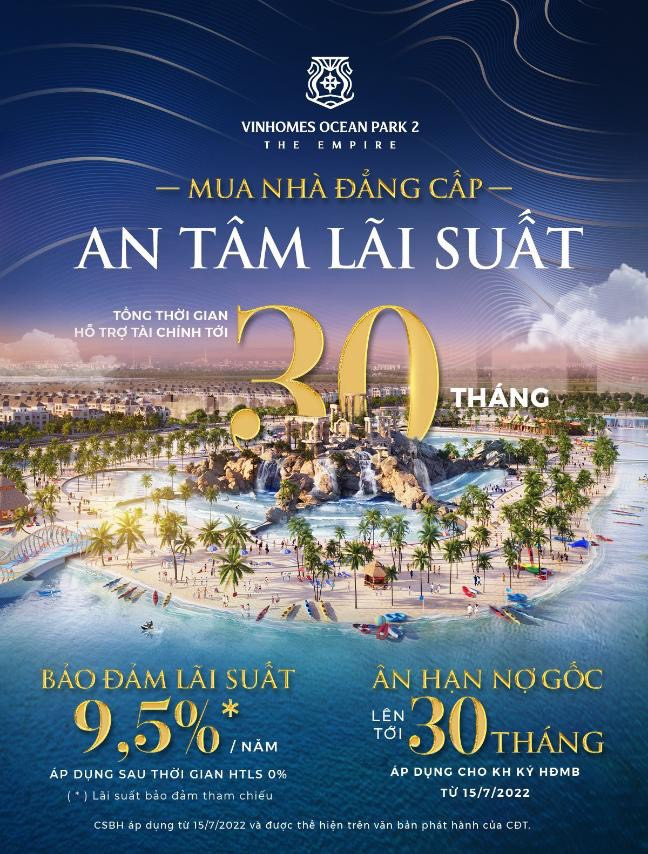 VINHOMES OCEAN PARK 2
THE EMPIRE
— MUA NHÀ ĐẲNG CẤP —
AN TÂM LÃI SUẤT
TỔNG THỜI GIAN
HỖ TRỢ TÀI CHÍNH TỚI
30
THÁNG
BẢO ĐẢM LÃI SUẤT
9,5%*
/ NĂM
ÁP DỤNG SAU THỜI GIAN HTLS 0%
( * ) Lãi suất bảo đảm tham chiếu
ÂN HẠN NỢ GỐC
LÊN
TỚI
30 THÁNG
ÁP DỤNG CHO KH KÝ HĐMB
TỪ 15/7/2022
CSBH áp dụng từ 15/7/2022 và được thể hiện trên văn bản phát hành của CĐT.